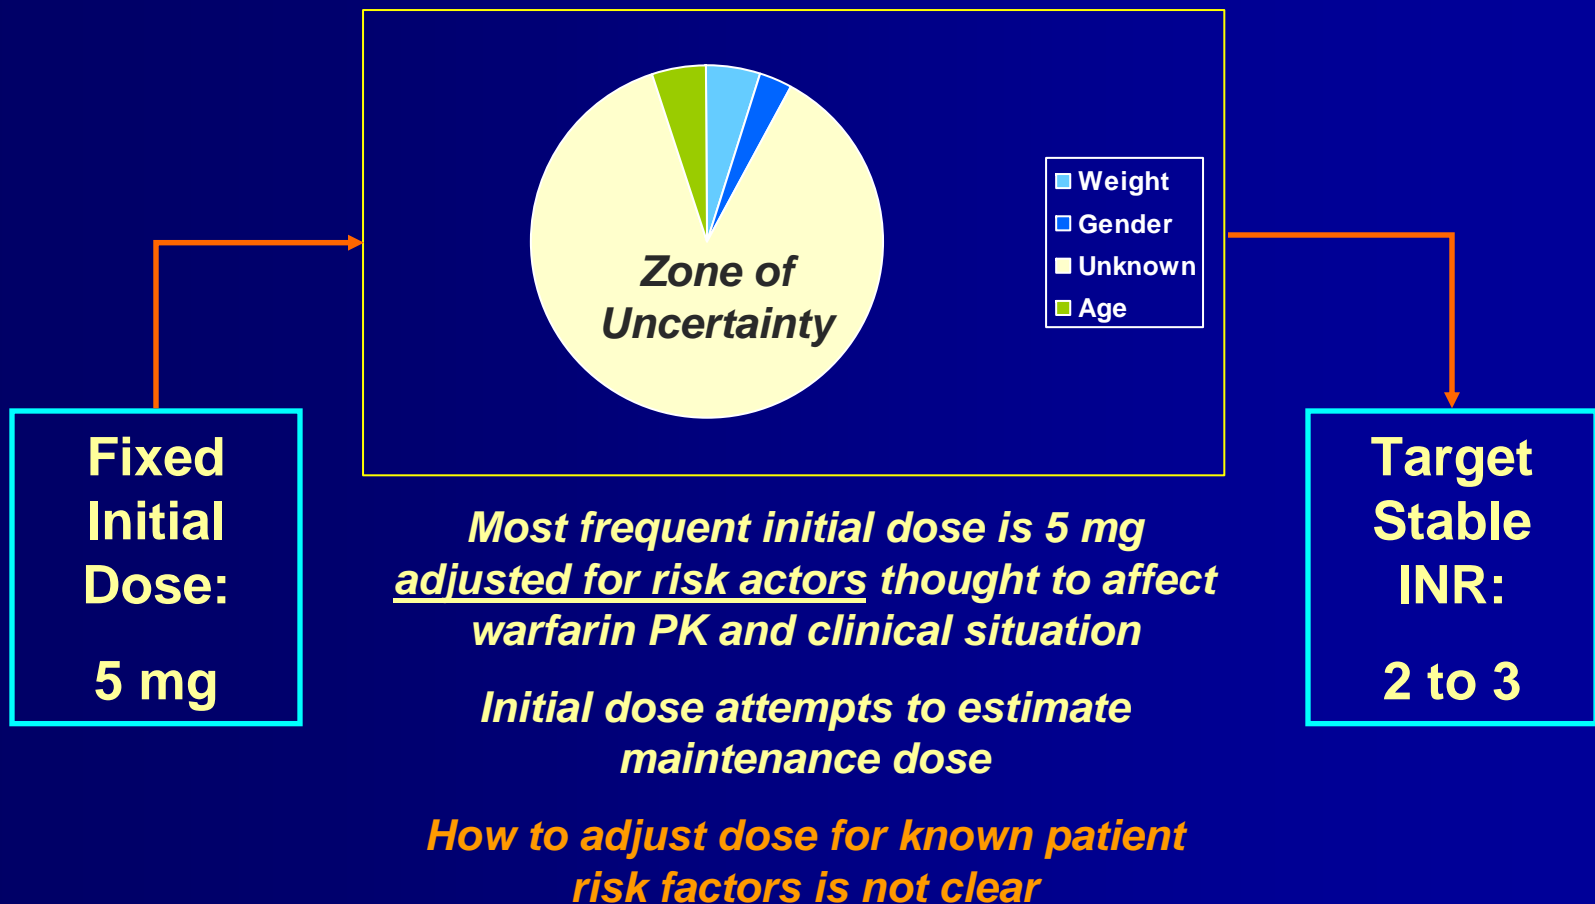 Zone of
Uncertainty
Weight
Gender
Unknown
Age
Fixed
Initial
Dose:
5 mg
Most frequent initial dose is 5 mg
adjusted for risk actors thought to affect
warfarin PK and clinical situation
Initial dose attempts to estimate
maintenance dose
How to adjust dose for known patient
risk factors is not clear
Target
Stable
INR:
2 to 3